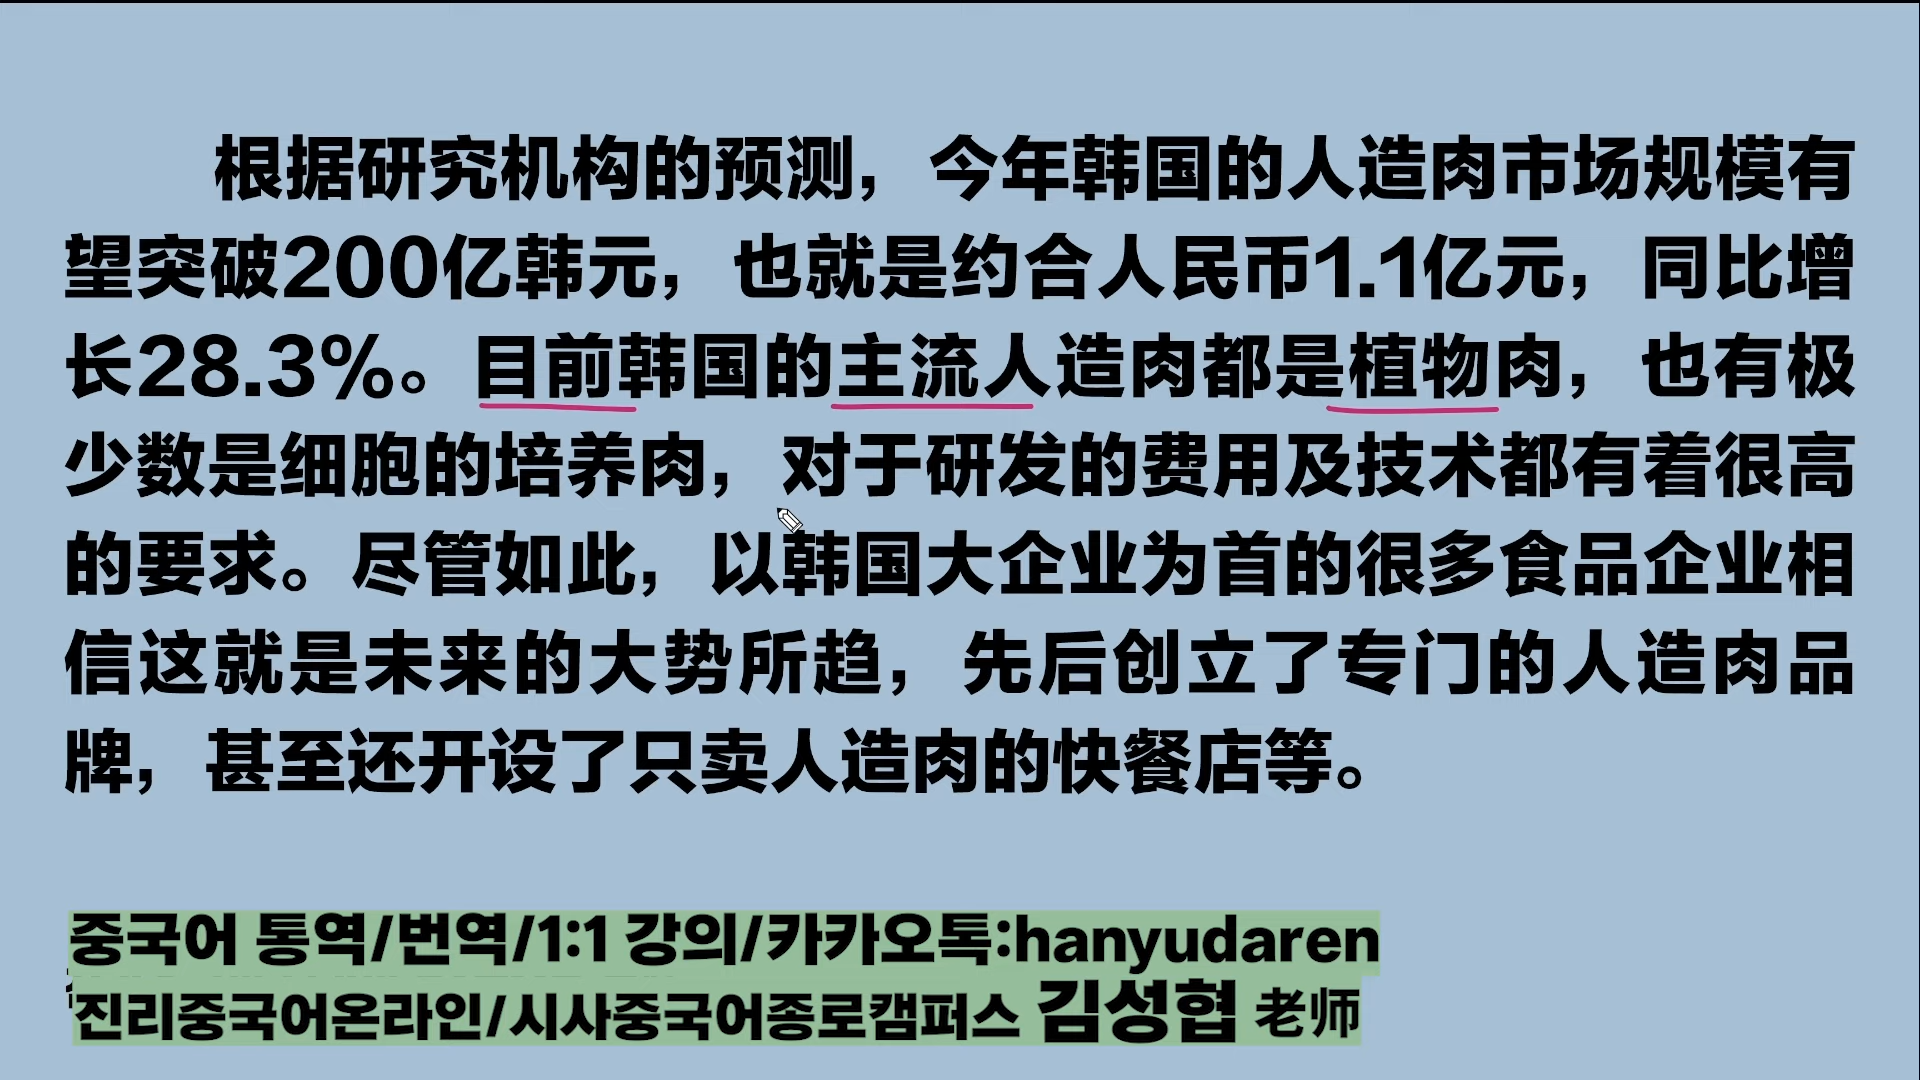 根据研究机构的预测，今年韩国的人造肉市场规模有
望突破200亿韩元，也就是约合人民币1.1亿元，同比增
长28.3%。目前韩国的主流人造肉都是植物肉，也有极
少数是细胞的培养肉，对于研发的费用及技术都有着很高
的要求。尽管如此，以韩国大企业为首的很多食品企业相
信这就是未来的大势所趋，先后创立了专门的人造肉品
牌，甚至还开设了只卖人造肉的快餐店等。
중국어 통역/번역/1:1 강의/카카오톡:hanyudaren
진리중국어온라인/시사중국어종로캠퍼스 김성협 老师